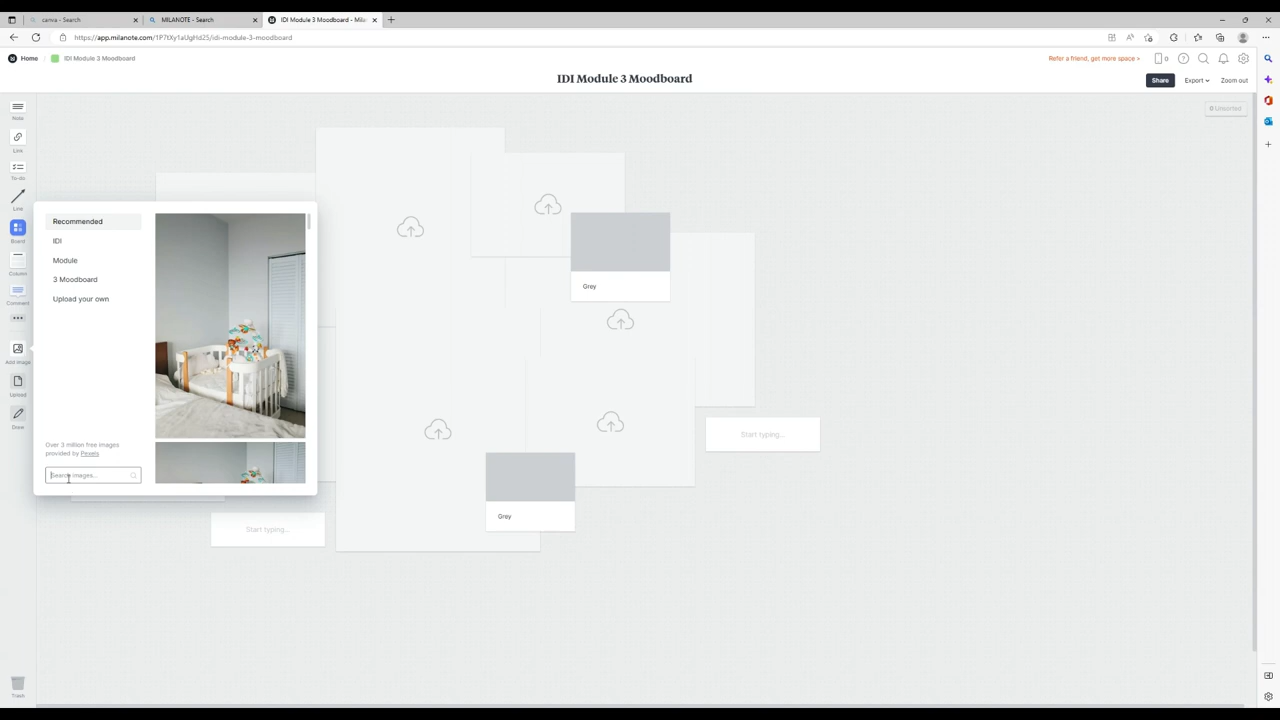 canva - Search
MILANOTE - Search
IDI Module 3 Moodboard - Mila
https://app.milanote.com/1P7tXy1aUgHd25/idi-module-3-moodboard
Home
IDI Module 3 Moodboard
Refer a friend, get more space >
0
IDI Module 3 Moodboard
Share
Export
Zoom out
Note
0 Unsorted
Link
To-do
Line
Board
Column
Comment
Add image
Upload
Draw
Trash
Recommended
IDI
Module
3 Moodboard
Upload your own
Over 3 million free images
provided by Pexels
Search images...
Grey
Start typing...
Grey
Start typing...